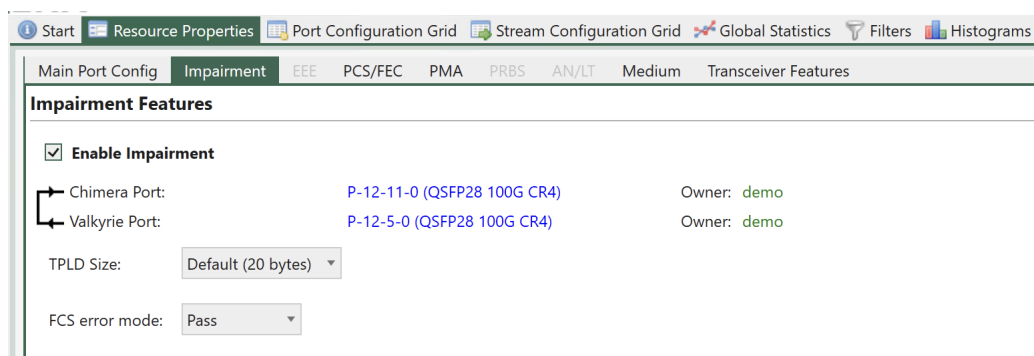 Start Resource Properties Port Configuration Grid Stream Configuration Grid Global Statistics Filters Histograms
Main Port Config Impairment EEE PCS/FEC PMA PRBS AN/LT Medium Transceiver Features
Impairment Features
Enable Impairment
Chimera Port: P-12-11-0 (QSFP28 100G CR4) Owner: demo
Valkyrie Port: P-12-5-0 (QSFP28 100G CR4) Owner: demo
TPLD Size: Default (20 bytes)
FCS error mode: Pass